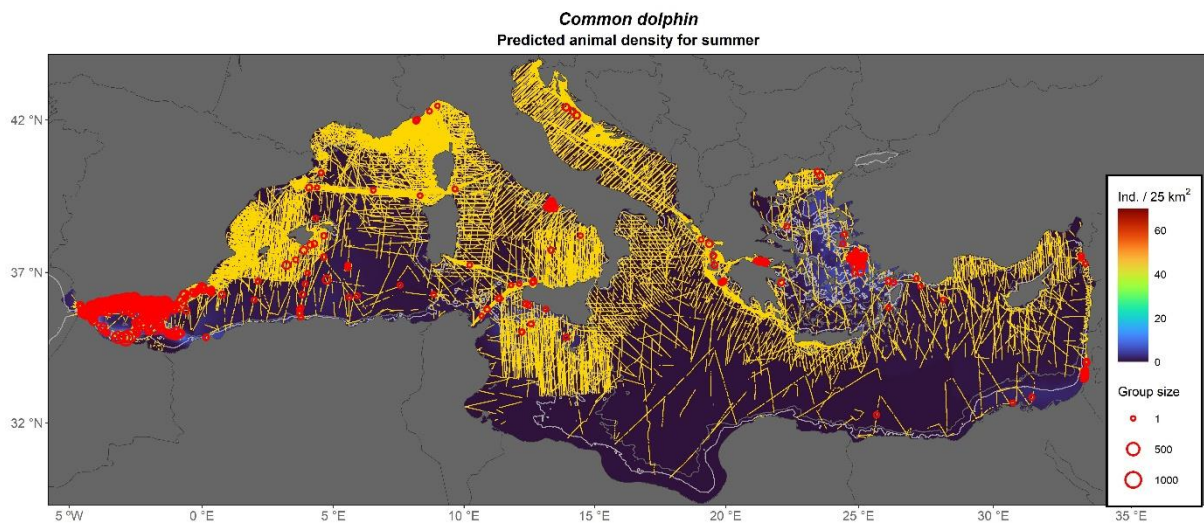 Common dolphin
Predicted animal density for summer
42 °N
37 °N
32 °N
5 °W
0 °E
5 °E
10 °E
15 °E
20 °E
25 °E
30 °E
35 °E
Ind. / 25 km²
60
40
20
0
Group size
1
500
1000